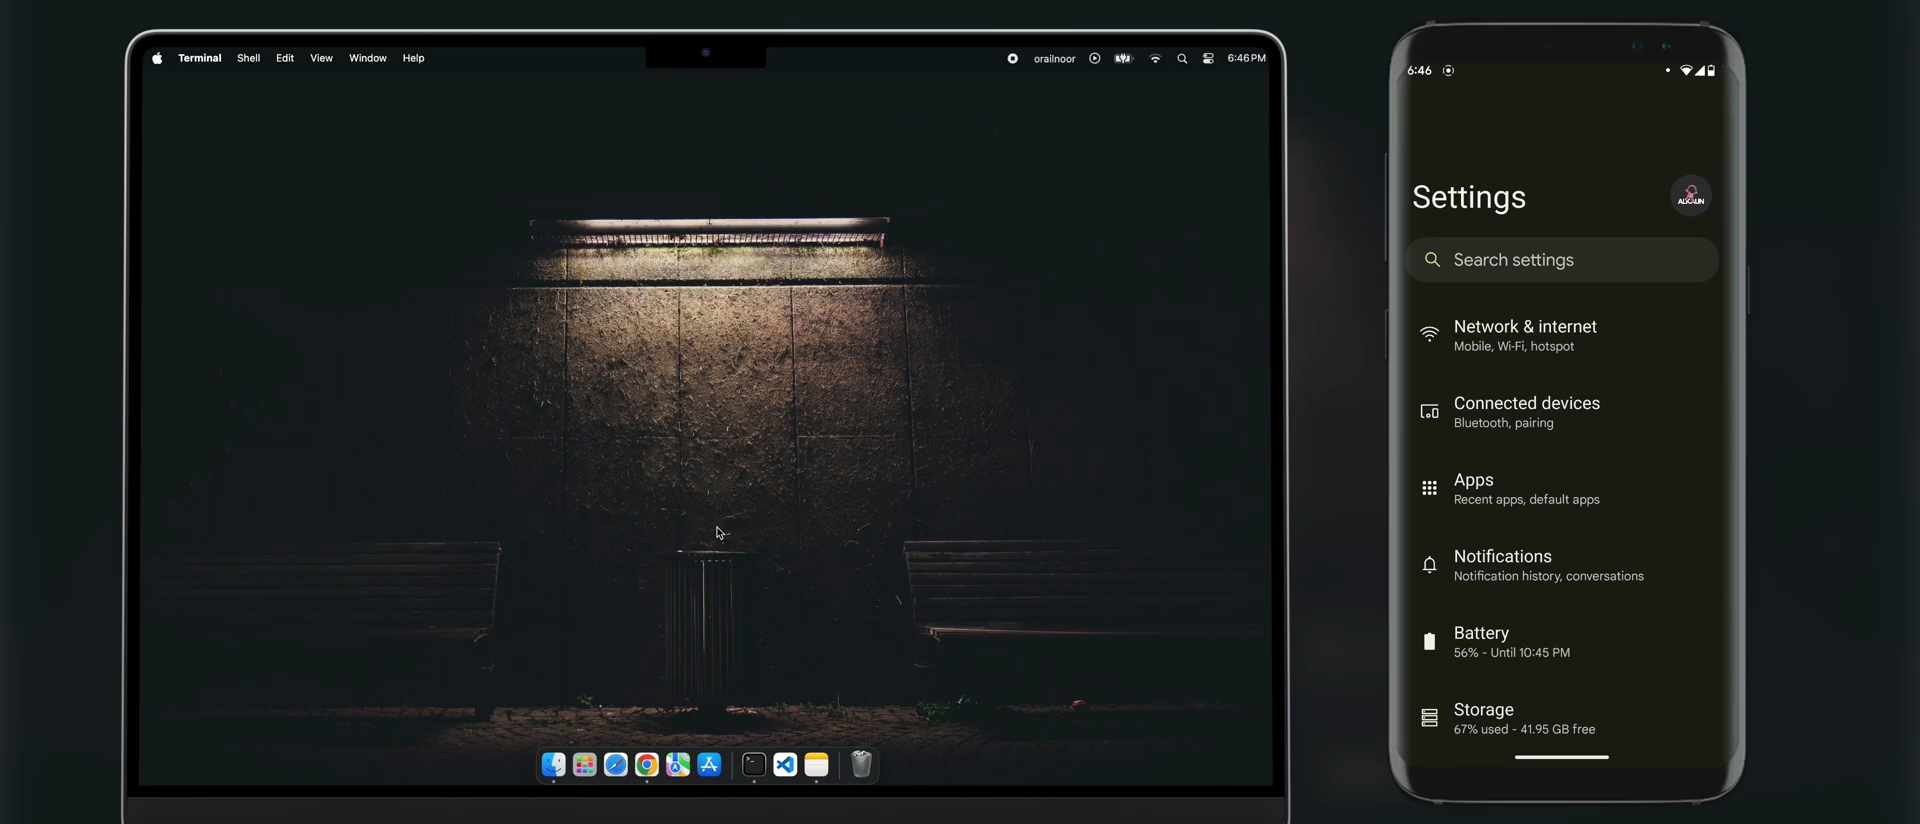 Terminal Shell Edit View Window Help
orailnoor
6:46 PM
6:46
Settings
ALKAUN
Search settings
Network & internet
Mobile, Wi-Fi, hotspot
Connected devices
Bluetooth, pairing
Apps
Recent apps, default apps
Notifications
Notification history, conversations
Battery
56% - Until 10:45 PM
Storage
67% used - 41.95 GB free